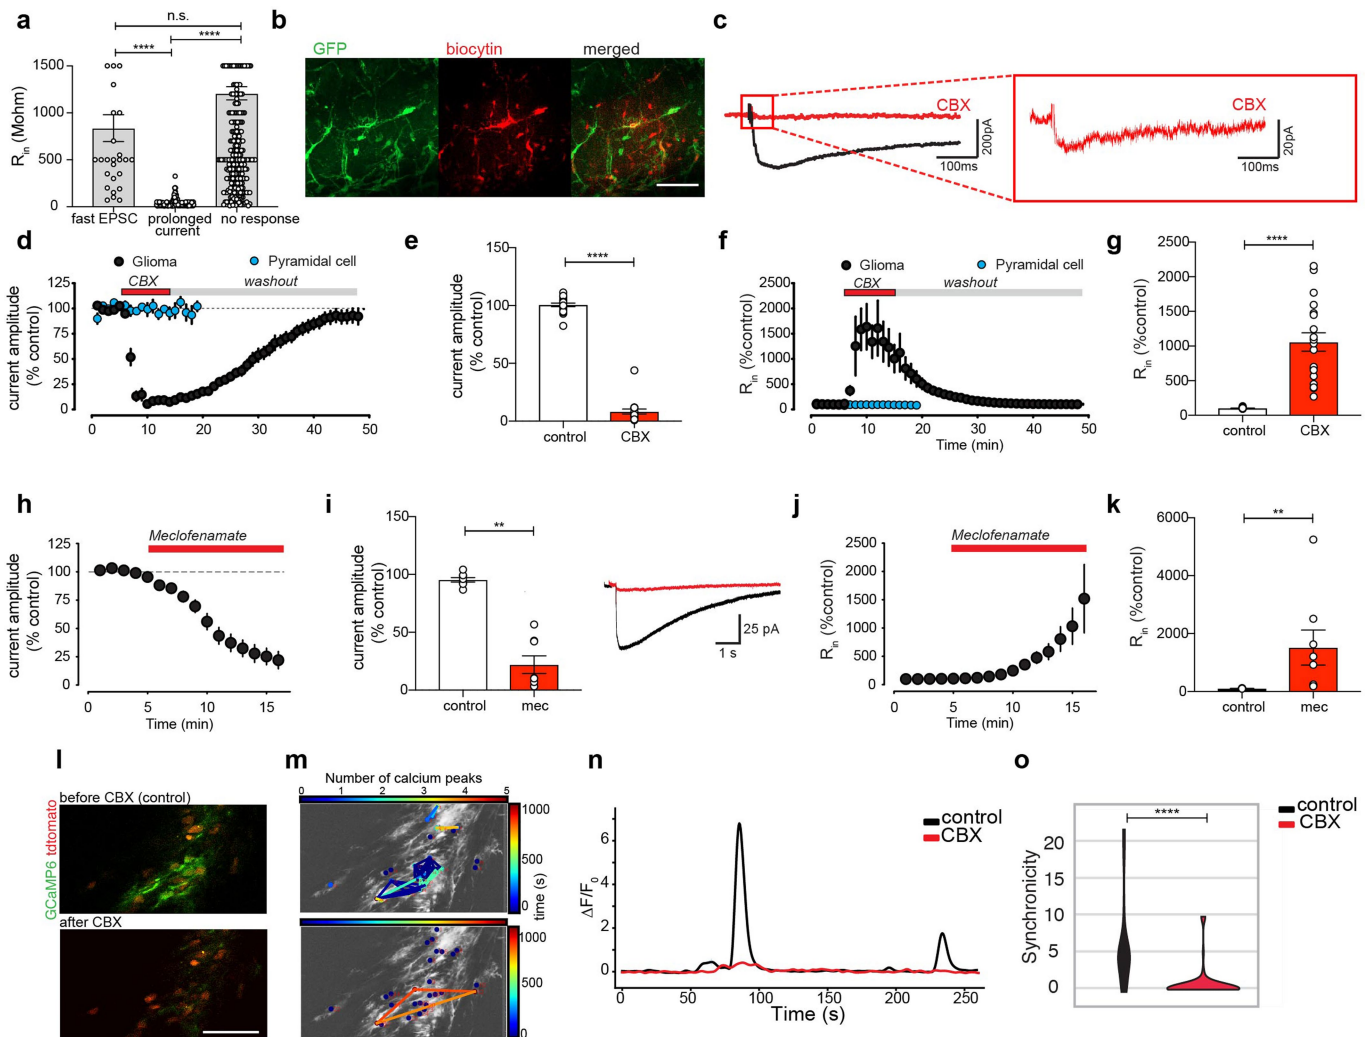 a
n.s.
****
****
R_in (Mohm)
1500
1000
500
0
fast EPSC
prolonged current
no response
b
GFP
biocytin
merged
c
CBX
200pA
100ms
CBX
20pA
100ms
d
Glioma
Pyramidal cell
CBX
washout
current amplitude (% control)
125
100
50
25
0
0 10 20 30 40 50
e
current amplitude (% control)
150
100
50
0
****
control
CBX
f
Glioma
Pyramidal cell
CBX
washout
R_in (%control)
2500
1500
1000
500
0
0 10 20 30 40 50
Time (min)
g
R_in (%control)
2500
2000
1500
1000
500
0
****
control
CBX
h
Meclofenamate
current amplitude (% control)
125
100
75
50
25
0
0 5 10 15
Time (min)
i
current amplitude (% control)
150
100
50
0
**
control
mec
25 pA
1 s
j
Meclofenamate
R_in (%control)
2500
2000
1500
1000
500
0
0 5 10 15
Time (min)
k
R_in (%control)
6000
4000
2000
0
**
control
mec
l
before CBX (control)
GCaMP6 tdtomato
after CBX
m
Number of calcium peaks
0 1 2 3 4 5
1000
500
0
1000
500
0
time (s)
n
control
CBX
ΔF/F0
6
4
2
0
0 50 100 150 200 250
Time (s)
o
control
CBX
****
Synchronicity
20
15
10
5
0